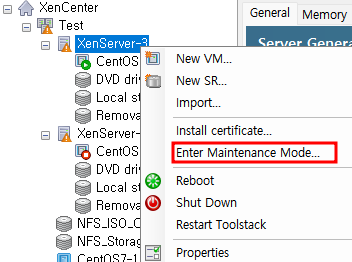 XenCenter
Test
XenServer-3
CentOS
DVD driv
Local st
Remova
XenServer-
CentOS
DVD driv
Local st
Remova
NFS_ISO_
NFS_Storag
CentOS7-1
General
Memory
Server Genera
New VM...
New SR...
Import...
Install certificate...
Enter Maintenance Mode...
Reboot
Shut Down
Restart Toolstack
Properties